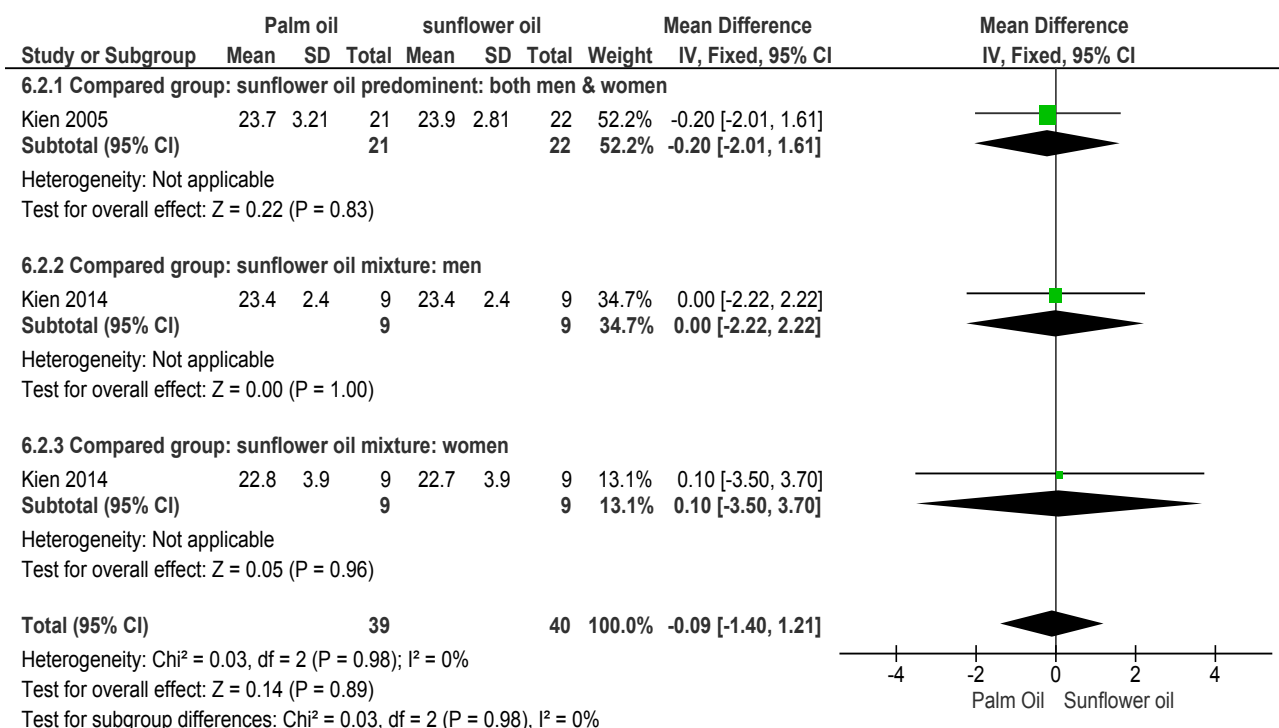 Palm oil sunflower oil Mean Difference Mean Difference
Study or Subgroup Mean SD Total Mean SD Total Weight IV, Fixed, 95% CI IV, Fixed, 95% CI
6.2.1 Compared group: sunflower oil predominent: both men & women
Kien 2005 23.7 3.21 21 23.9 2.81 22 52.2% -0.20 [-2.01, 1.61]
Subtotal (95% CI) 21 22 52.2% -0.20 [-2.01, 1.61]
Heterogeneity: Not applicable
Test for overall effect: Z = 0.22 (P = 0.83)
6.2.2 Compared group: sunflower oil mixture: men
Kien 2014 23.4 2.4 9 23.4 2.4 9 34.7% 0.00 [-2.22, 2.22]
Subtotal (95% CI) 9 9 34.7% 0.00 [-2.22, 2.22]
Heterogeneity: Not applicable
Test for overall effect: Z = 0.00 (P = 1.00)
6.2.3 Compared group: sunflower oil mixture: women
Kien 2014 22.8 3.9 9 22.7 3.9 9 13.1% 0.10 [-3.50, 3.70]
Subtotal (95% CI) 9 9 13.1% 0.10 [-3.50, 3.70]
Heterogeneity: Not applicable
Test for overall effect: Z = 0.05 (P = 0.96)
Total (95% CI) 39 40 100.0% -0.09 [-1.40, 1.21]
Heterogeneity: Chi² = 0.03, df = 2 (P = 0.98); I² = 0%
Test for overall effect: Z = 0.14 (P = 0.89)
Test for subgroup differences: Chi² = 0.03, df = 2 (P = 0.98), I² = 0%
-4 -2 0 2 4
Palm Oil Sunflower oil